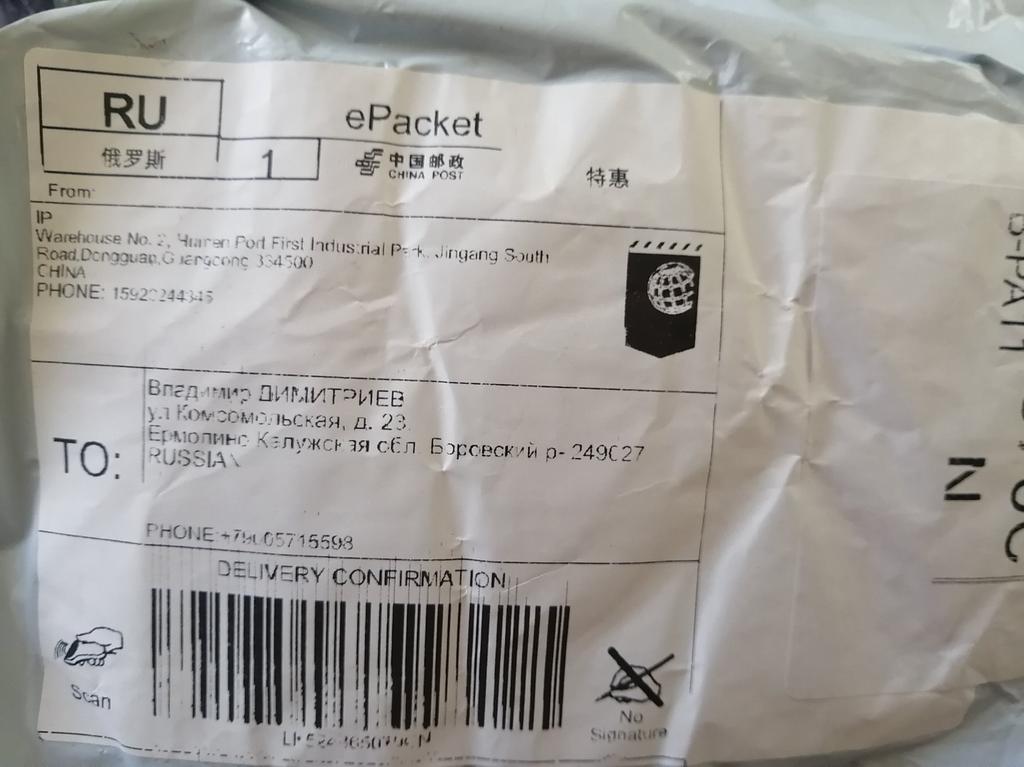 RU
ePacket
俄罗斯
1
中国邮政
CHINA POST
特惠
From:
IP
Warehouse No. 2, Port First Industrial Park, Jingang South
Road,Dongguan,
CHINA
PHONE:
Владимир ДИМИТРИЕВ
ул Комсомольская, д. 23
Ермолино Калужская обл. Боровский р-
TO:
RUSSIA
PHONE:
DELIVERY CONFIRMATION
Scan
No
Signature
N